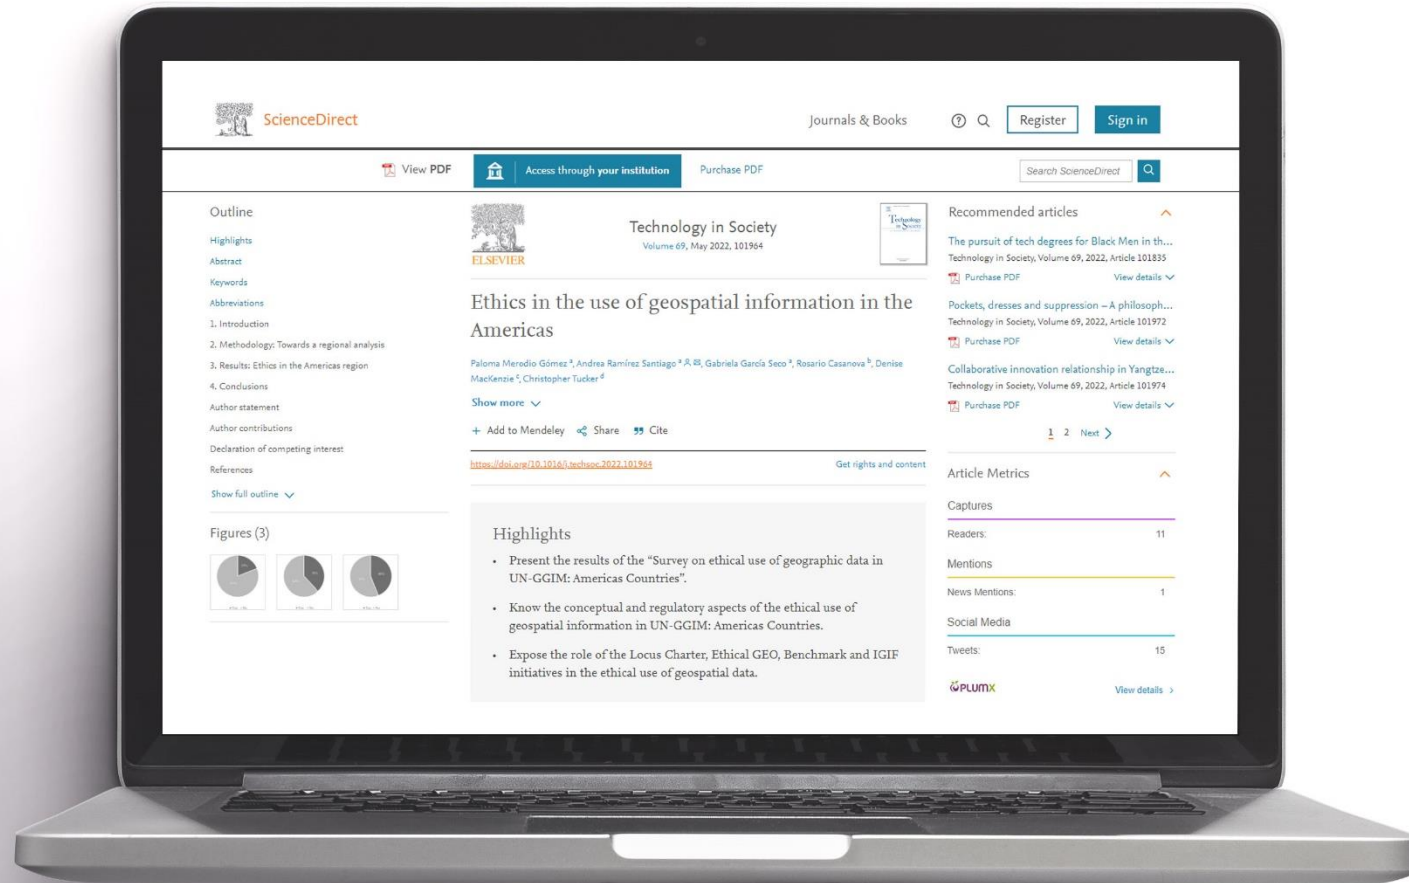 ScienceDirect
Journals & Books
Register
Sign in
View PDF
Access through your institution
Purchase PDF
Search ScienceDirect
Outline
Highlights
Abstract
Keywords
Abbreviations
1. Introduction
2. Methodology: Towards a regional analysis
3. Results: Ethics in the Americas region
4. Conclusions
Author statement
Author contributions
Declaration of competing interest
References
Show full outline
Figures (3)
ELSEVIER
Technology in Society
Volume 69, May 2022, 101964
Technology
in Society
Ethics in the use of geospatial information in the
Americas
Paloma Merodio Gómez a, Andrea Ramírez Santiago a, Gabriela García Seco a, Rosario Casanova b, Denise
MacKenzie c, Christopher Tucker d
Show more
+ Add to Mendeley Share Cite
https://doi.org/10.1016/j.techsoc.2022.101964
Get rights and content
Highlights
• Present the results of the “Survey on ethical use of geographic data in
UN-GGIM: Americas Countries”.
• Know the conceptual and regulatory aspects of the ethical use of
geospatial information in UN-GGIM: Americas Countries.
• Expose the role of the Locus Charter, Ethical GEO, Benchmark and IGIF
initiatives in the ethical use of geospatial data.
Recommended articles
The pursuit of tech degrees for Black Men in th...
Technology in Society, Volume 69, 2022, Article 101835
Purchase PDF
View details
Pockets, dresses and suppression – A philosoph...
Technology in Society, Volume 69, 2022, Article 101972
Purchase PDF
View details
Collaborative innovation relationship in Yangtze...
Technology in Society, Volume 69, 2022, Article 101974
Purchase PDF
View details
1 2 Next
Article Metrics
Captures
Readers: 11
Mentions
News Mentions: 1
Social Media
Tweets: 15
PLUMX
View details